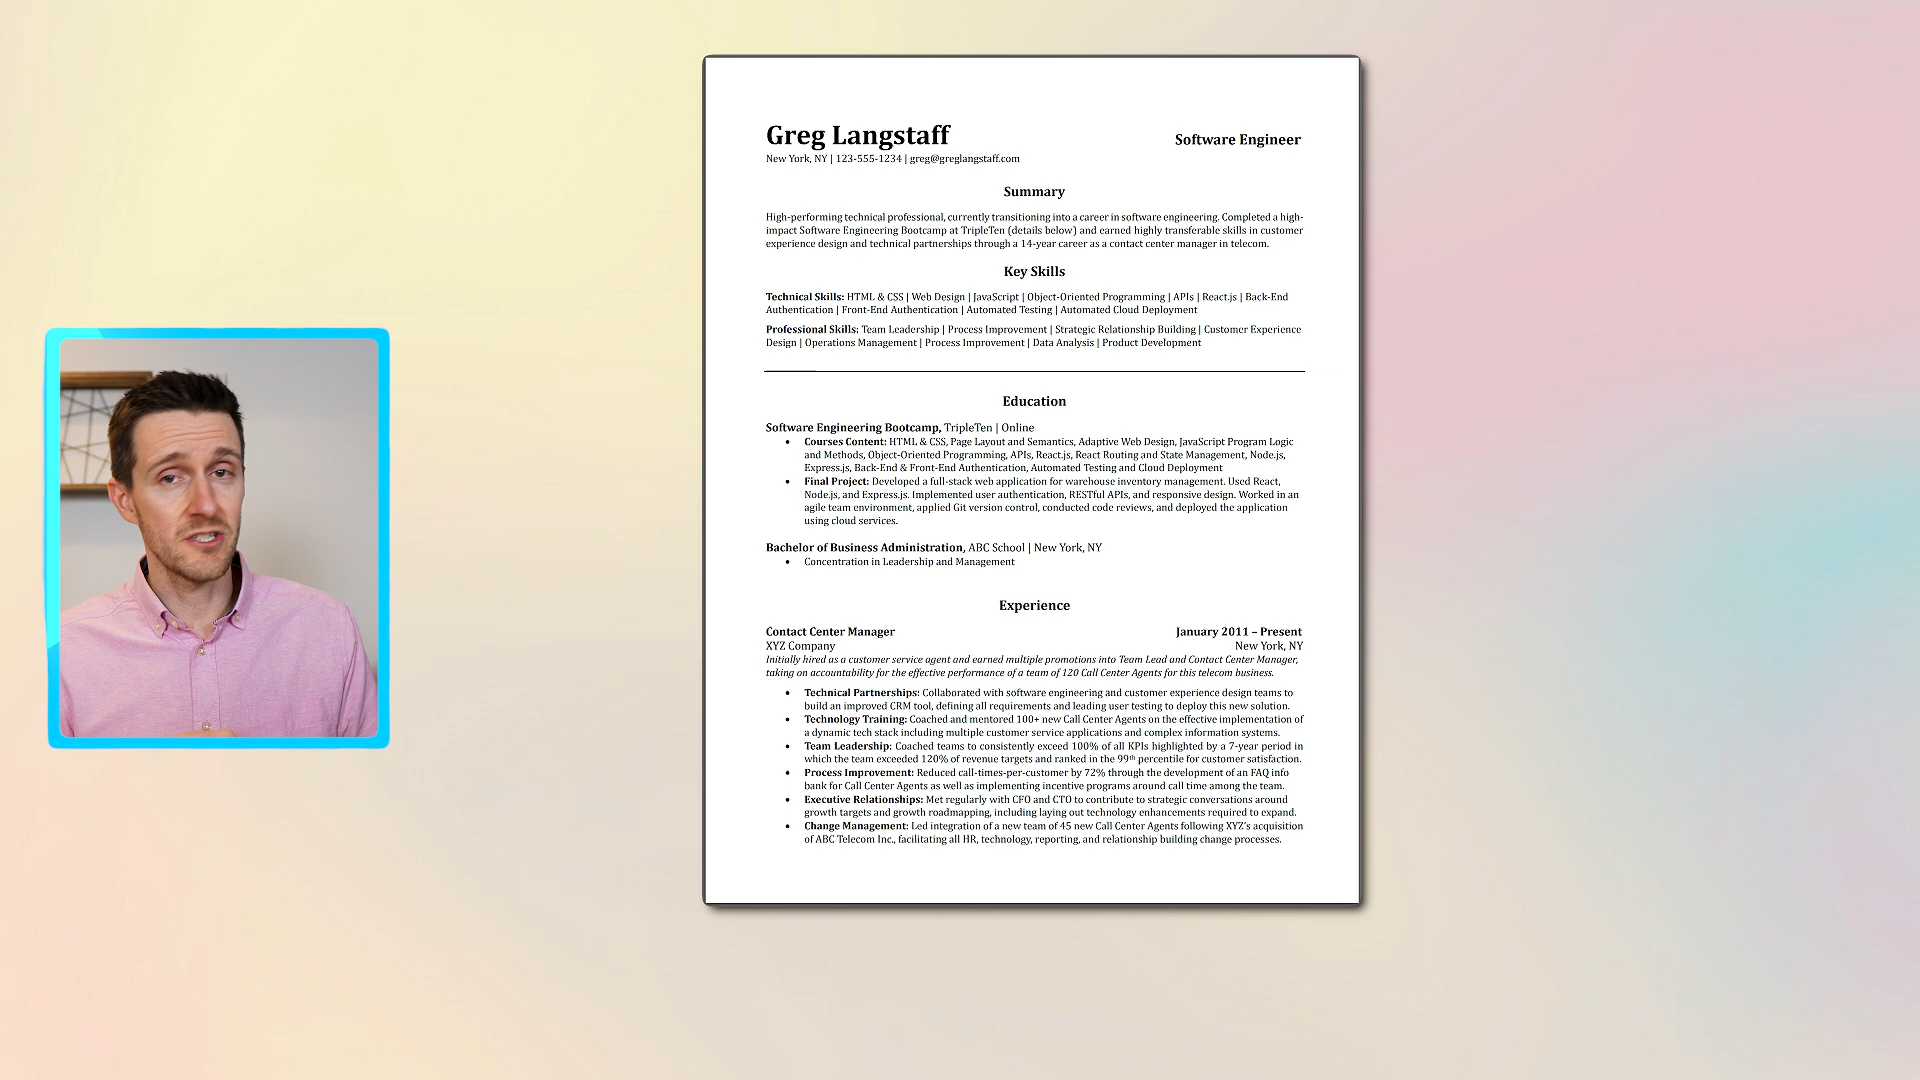 Greg Langstaff
Software Engineer
New York, NY | 123-555-1234 | greg@greglangstaff.com
Summary
High-performing technical professional, currently transitioning into a career in software engineering. Completed a high-
impact Software Engineering Bootcamp at TripleTen (details below) and earned highly transferable skills in customer
experience design and technical partnerships through a 14-year career as a contact center manager in telecom.
Key Skills
Technical Skills: HTML & CSS | Web Design | JavaScript | Object-Oriented Programming | APIs | React.js | Back-End
Authentication | Front-End Authentication | Automated Testing | Automated Cloud Deployment
Professional Skills: Team Leadership | Process Improvement | Strategic Relationship Building | Customer Experience
Design | Operations Management | Process Improvement | Data Analysis | Product Development
Education
Software Engineering Bootcamp, TripleTen | Online
• Courses Content: HTML & CSS, Page Layout and Semantics, Adaptive Web Design, JavaScript Program Logic
and Methods, Object-Oriented Programming, APIs, React.js, React Routing and State Management, Node.js,
Express.js, Back-End & Front-End Authentication, Automated Testing and Cloud Deployment
• Final Project: Developed a full-stack web application for warehouse inventory management. Used React,
Node.js, and Express.js. Implemented user authentication, RESTful APIs, and responsive design. Worked in an
agile team environment, applied Git version control, conducted code reviews, and deployed the application
using cloud services.
Bachelor of Business Administration, ABC School | New York, NY
• Concentration in Leadership and Management
Experience
Contact Center Manager January 2011 – Present
XYZ Company New York, NY
Initially hired as a customer service agent and earned multiple promotions into Team Lead and Contact Center Manager,
taking on accountability for the effective performance of a team of 120 Call Center Agents for this telecom business.
• Technical Partnerships: Collaborated with software engineering and customer experience design teams to
build an improved CRM tool, defining all requirements and leading user testing to deploy this new solution.
• Technology Training: Coached and mentored 100+ new Call Center Agents on the effective implementation of
a dynamic tech stack including multiple customer service applications and complex information systems.
• Team Leadership: Coached teams to consistently exceed 100% of all KPIs highlighted by a 7-year period in
which the team exceeded 120% of revenue targets and ranked in the 99th percentile for customer satisfaction.
• Process Improvement: Reduced call-times-per-customer by 72% through the development of an FAQ info
bank for Call Center Agents as well as implementing incentive programs around call time among the team.
• Executive Relationships: Met regularly with CFO and CTO to contribute to strategic conversations around
growth targets and growth roadmapping, including laying out technology enhancements required to expand.
• Change Management: Led integration of a new team of 45 new Call Center Agents following XYZ's acquisition
of ABC Telecom Inc., facilitating all HR, technology, reporting, and relationship building change processes.